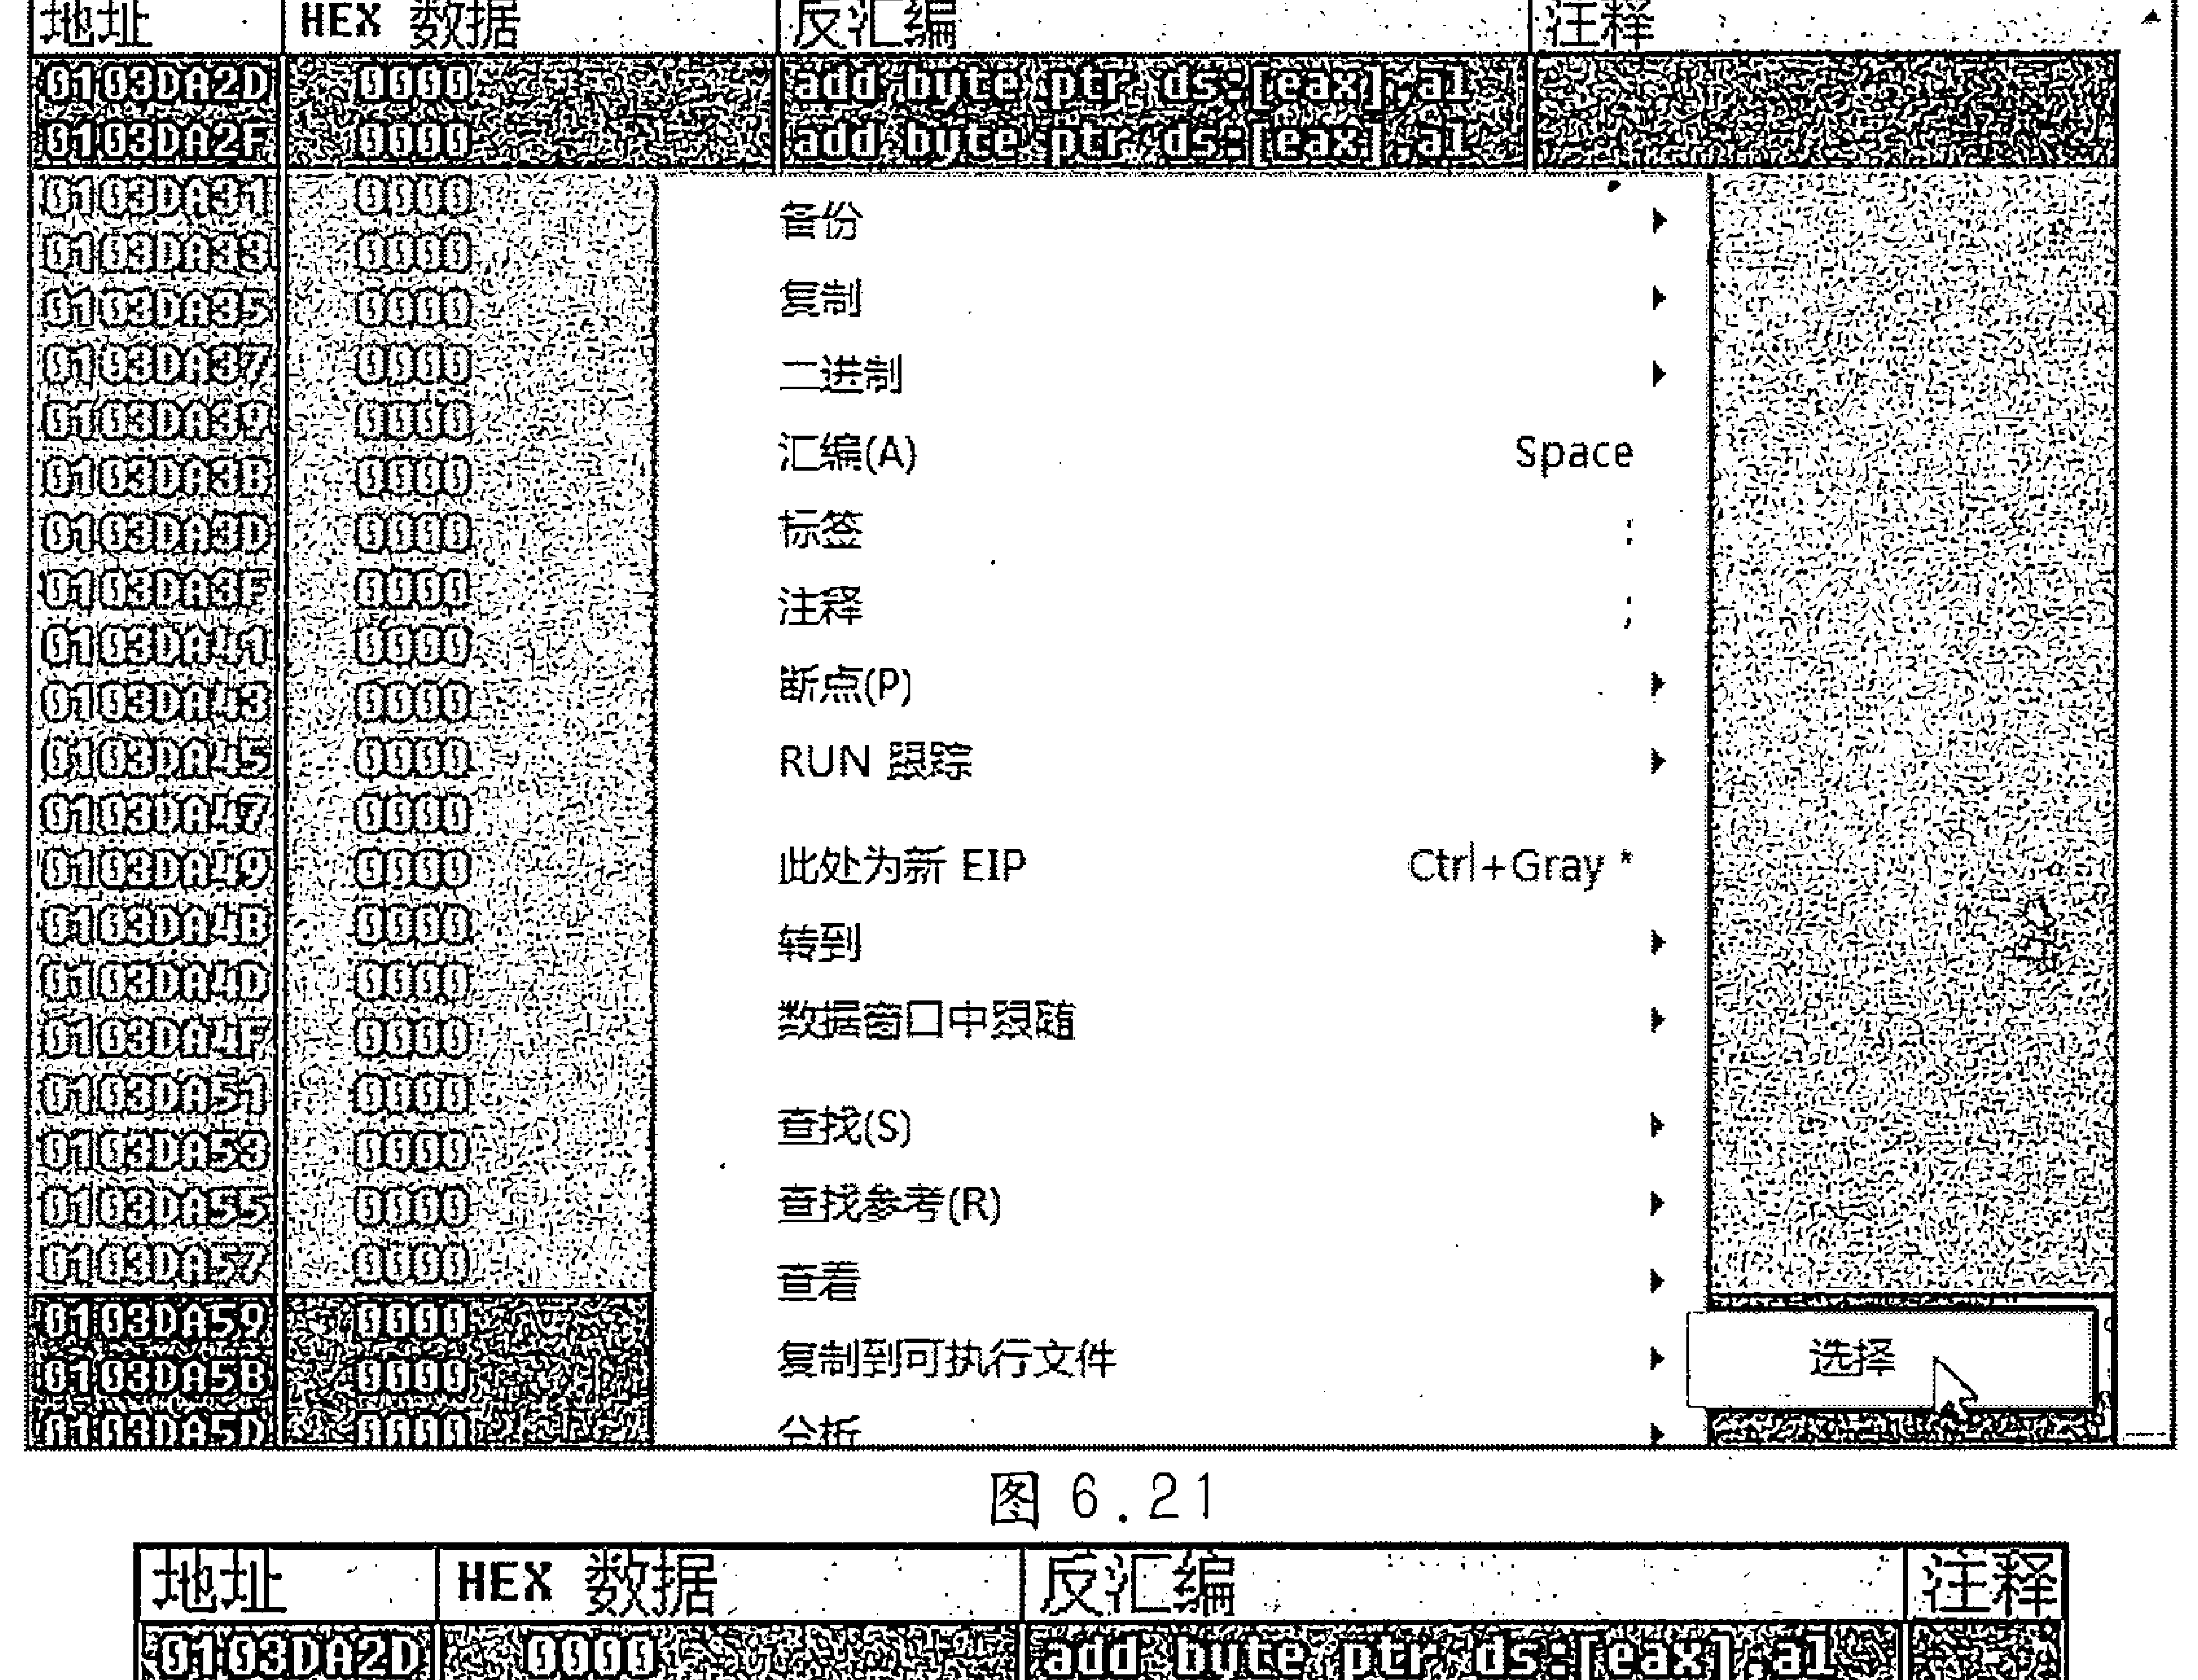 地址 HEX 数据 反汇编 注释
0103DA2D 0000 add byte ptr ds:[eax],al
0103DA2F 0000 add byte ptr ds:[eax],al
0103DA31 0000
0103DA33 0000
0103DA35 0000
0103DA37 0000
0103DA39 0000
0103DA3B 0000
0103DA3D 0000
0103DA3F 0000
0103DA41 0000
0103DA43 0000
0103DA45 0000
0103DA47 0000
0103DA49 0000
0103DA4B 0000
0103DA4D 0000
0103DA4F 0000
0103DA51 0000
0103DA53 0000
0103DA55 0000
0103DA57 0000
0103DA59 0000
0103DA5B 0000
0103DA5D 0000
备份
复制
二进制
汇编(A) Space
标签 :
注释 ;
断点(P)
RUN 跟踪
此处为新 EIP Ctrl+Gray *
转到
数据窗口中跟随
查找(S)
查找参考(R)
查看
复制到可执行文件
选择
分析
图 6.21
地址 HEX 数据 反汇编 注释
0103DA2D 0000 add byte ptr ds:[eax],al